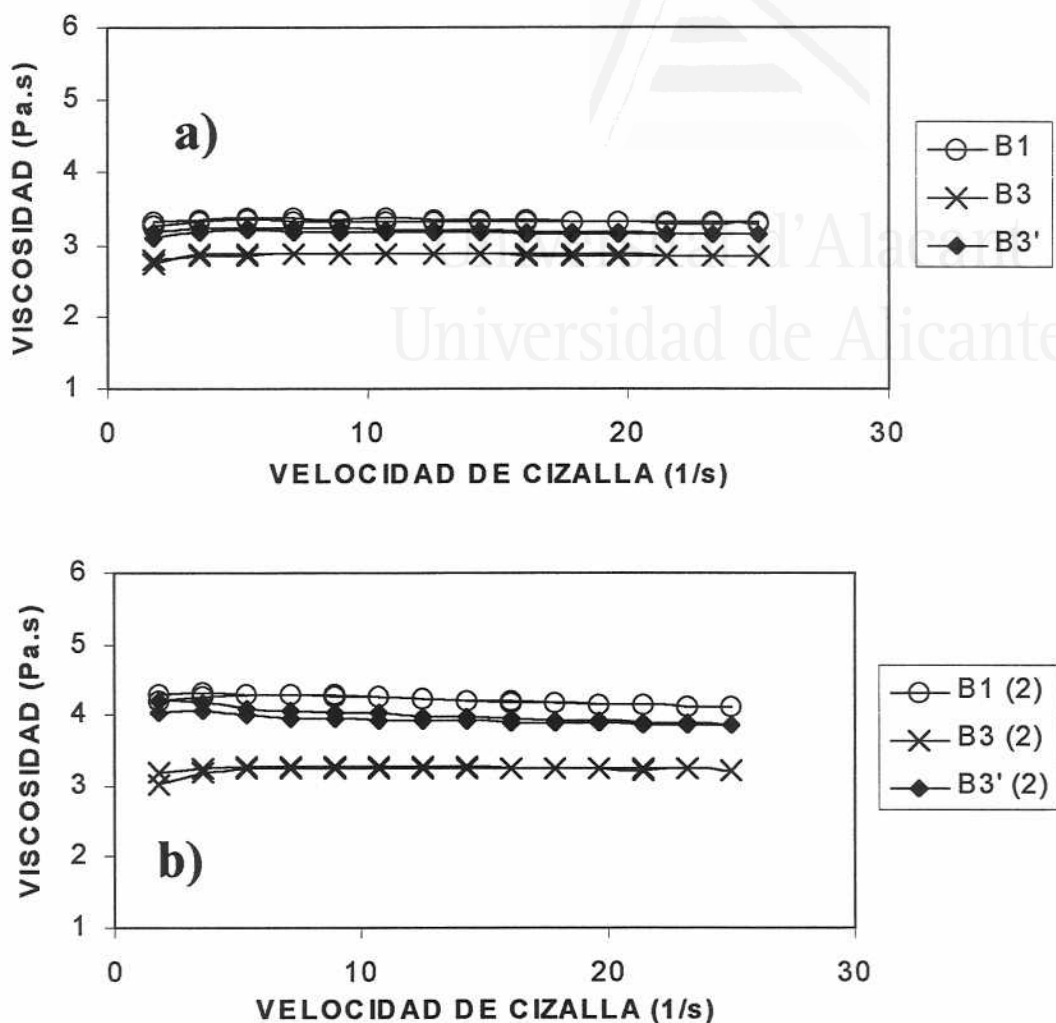 6
5
4
3
2
1
VISCOSIDAD (Pa.s)
a)
0
10
20
30
VELOCIDAD DE CIZALLA (1/s)
B1
B3
B3'
Universitat d'Alacant
Universidad de Alicante
6
5
4
3
2
1
VISCOSIDAD (Pa.s)
b)
0
10
20
30
VELOCIDAD DE CIZALLA (1/s)
B1 (2)
B3 (2)
B3' (2)